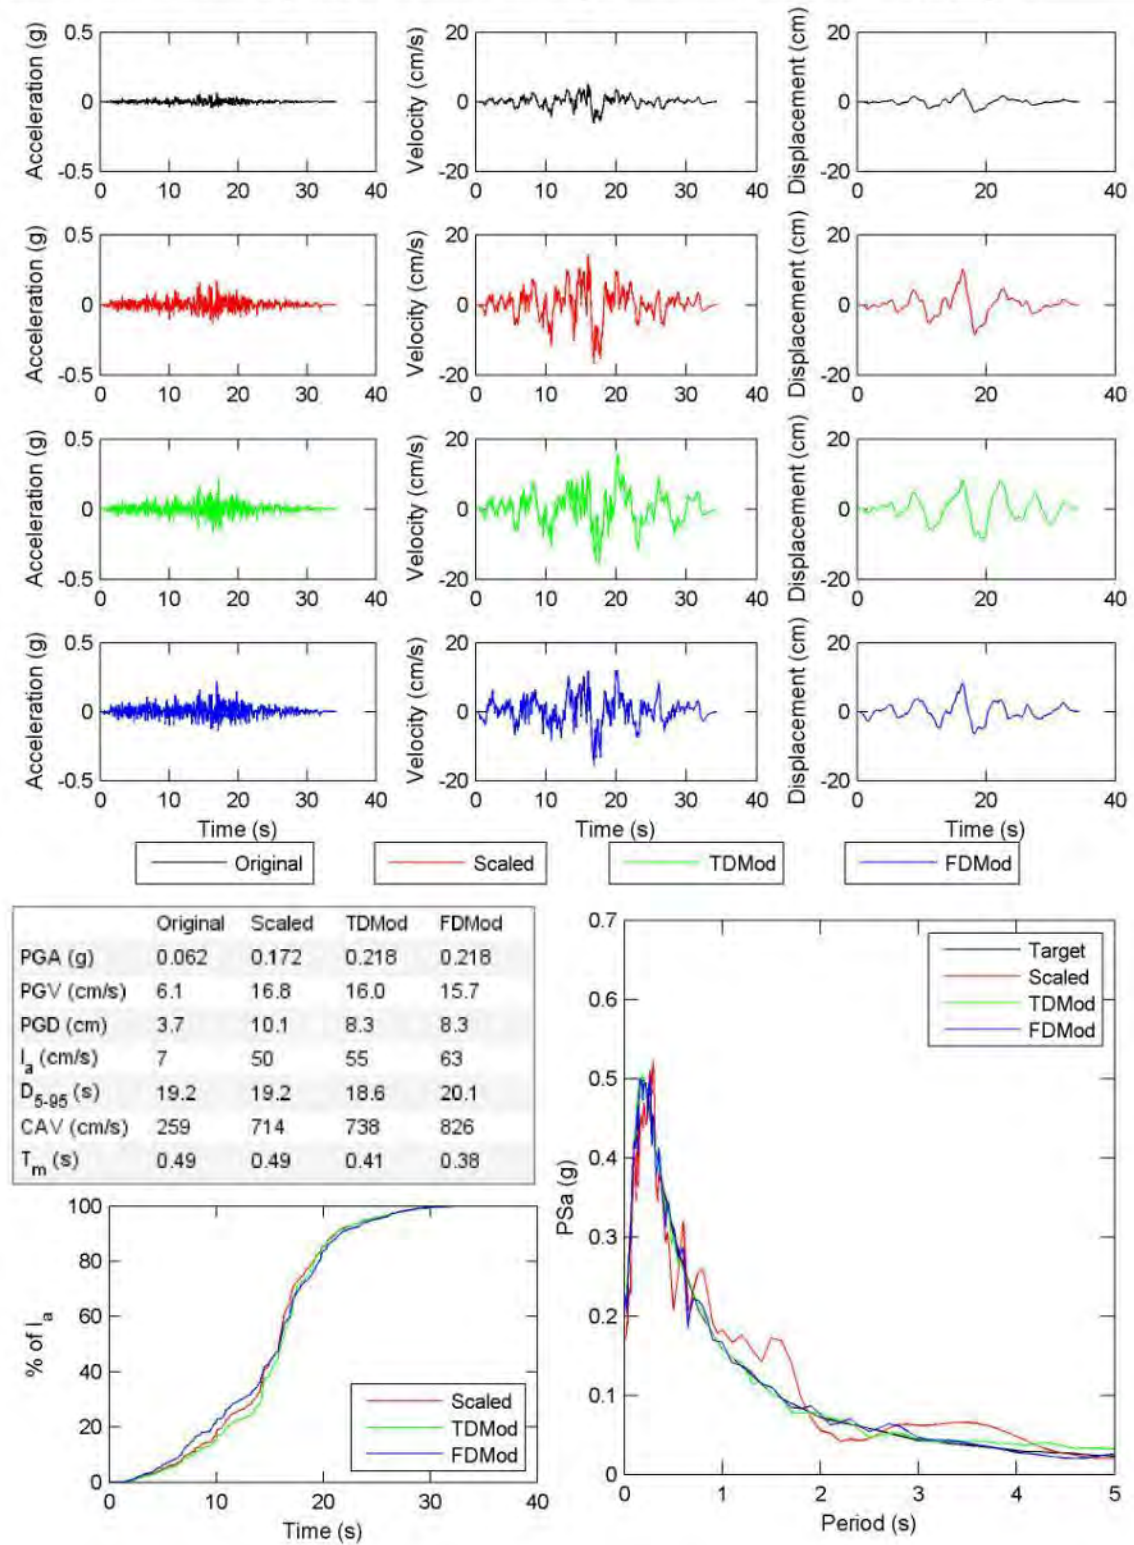 0.5
0
-0.5
Acceleration (g)
0 10 20 30 40
20
0
-20
Velocity (cm/s)
0 10 20 30 40
20
0
-20
Displacement (cm)
0 20 40
0.5
0
-0.5
Acceleration (g)
0 10 20 30 40
20
0
-20
Velocity (cm/s)
0 10 20 30 40
20
0
-20
Displacement (cm)
0 20 40
0.5
0
-0.5
Acceleration (g)
0 10 20 30 40
20
0
-20
Velocity (cm/s)
0 10 20 30 40
20
0
-20
Displacement (cm)
0 20 40
0.5
0
-0.5
Acceleration (g)
0 10 20 30 40
Time (s)
20
0
-20
Velocity (cm/s)
0 10 20 30 40
Time (s)
20
0
-20
Displacement (cm)
0 20 40
Time (s)
Original Scaled TDMod FDMod
Original Scaled TDMod FDMod
PGA (g) 0.062 0.172 0.218 0.218
PGV (cm/s) 6.1 16.8 16.0 15.7
PGD (cm) 3.7 10.1 8.3 8.3
I_a (cm/s) 7 50 55 63
D_5-95 (s) 19.2 19.2 18.6 20.1
CAV (cm/s) 259 714 738 826
T_m (s) 0.49 0.49 0.41 0.38
100
80
60
40
20
0
% of I_a
Scaled
TDMod
FDMod
0 10 20 30 40
Time (s)
0.7
0.6
0.5
0.4
0.3
0.2
0.1
0
PSa (g)
Target
Scaled
TDMod
FDMod
0 1 2 3 4 5
Period (s)